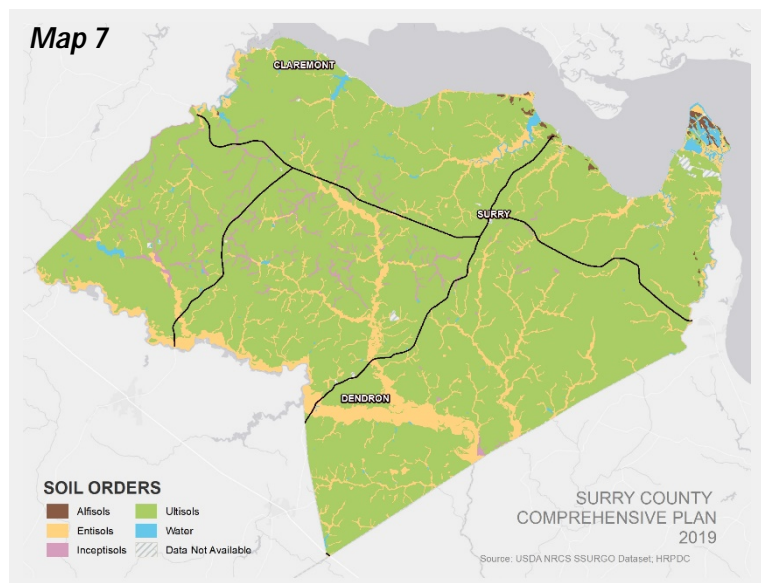 Map 7
CLAREMONT
SURRY
DENDRON
SOIL ORDERS
Alfisols
Entisols
Inceptisols
Ultisols
Water
Data Not Available
SURRY COUNTY
COMPREHENSIVE PLAN
2019
Source: USDA NRCS SSURGO Dataset; HRPDC